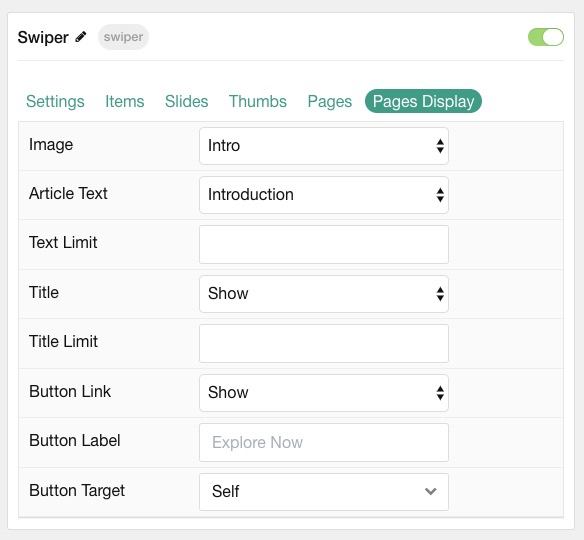 Swiper swiper
Settings Items Slides Thumbs Pages Pages Display
Image Intro
Article Text Introduction
Text Limit
Title Show
Title Limit
Button Link Show
Button Label Explore Now
Button Target Self